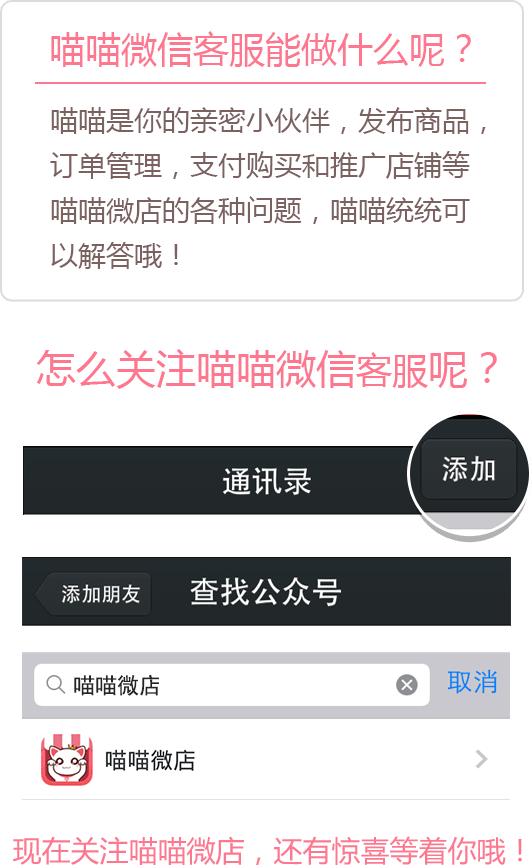 喵喵微信客服能做什么呢？
喵喵是你的亲密小伙伴，发布商品，
订单管理，支付购买和推广店铺等
喵喵微店的各种问题，喵喵统统可
以解答哦！
怎么关注喵喵微信客服呢？
通讯录
添加
添加朋友
查找公众号
喵喵微店
取消
喵喵微店
现在关注喵喵微店，还有惊喜等着你哦！